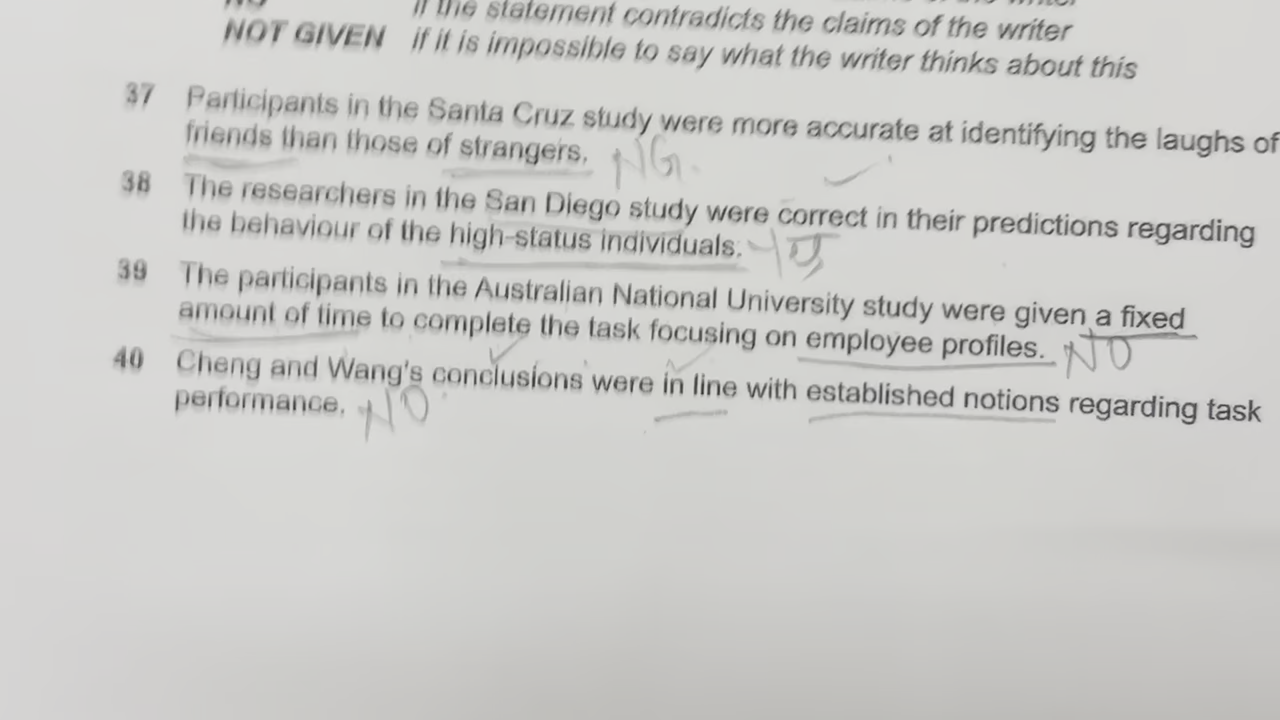 if the statement contradicts the claims of the writer
NOT GIVEN if it is impossible to say what the writer thinks about this
37 Participants in the Santa Cruz study were more accurate at identifying the laughs of
friends than those of strangers. NG.
38 The researchers in the San Diego study were correct in their predictions regarding
the behaviour of the high-status individuals.
39 The participants in the Australian National University study were given a fixed
amount of time to complete the task focusing on employee profiles. NO
40 Cheng and Wang's conclusions were in line with established notions regarding task
performance. NO